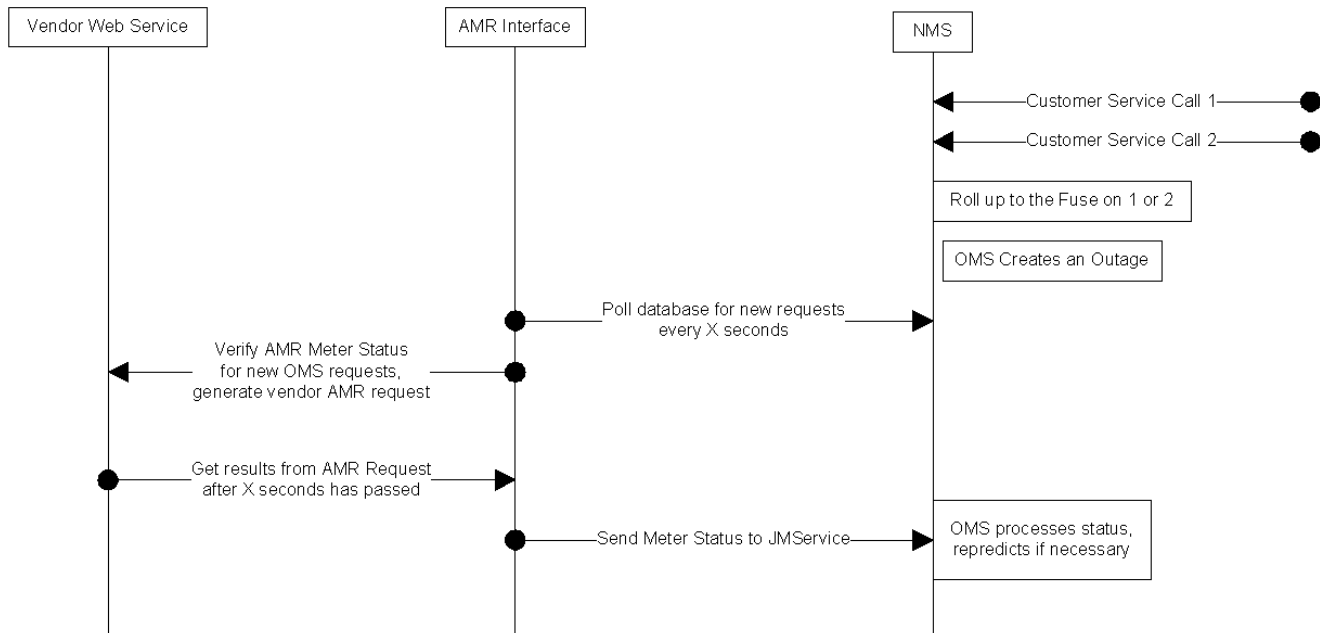 Vendor Web Service
AMR Interface
NMS
Customer Service Call 1
Customer Service Call 2
Roll up to the Fuse on 1 or 2
OMS Creates an Outage
Poll database for new requests
every X seconds
Verify AMR Meter Status
for new OMS requests,
generate vendor AMR request
Get results from AMR Request
after X seconds has passed
Send Meter Status to JMService
OMS processes status,
repredicts if necessary